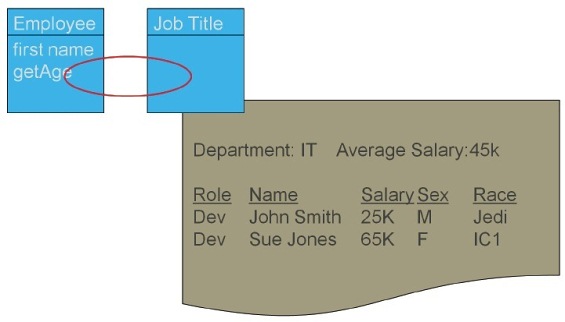 Employee
first name
getAge
Job Title
Department: IT Average Salary:45k
Role Name Salary Sex Race
Dev John Smith 25K M Jedi
Dev Sue Jones 65K F IC1